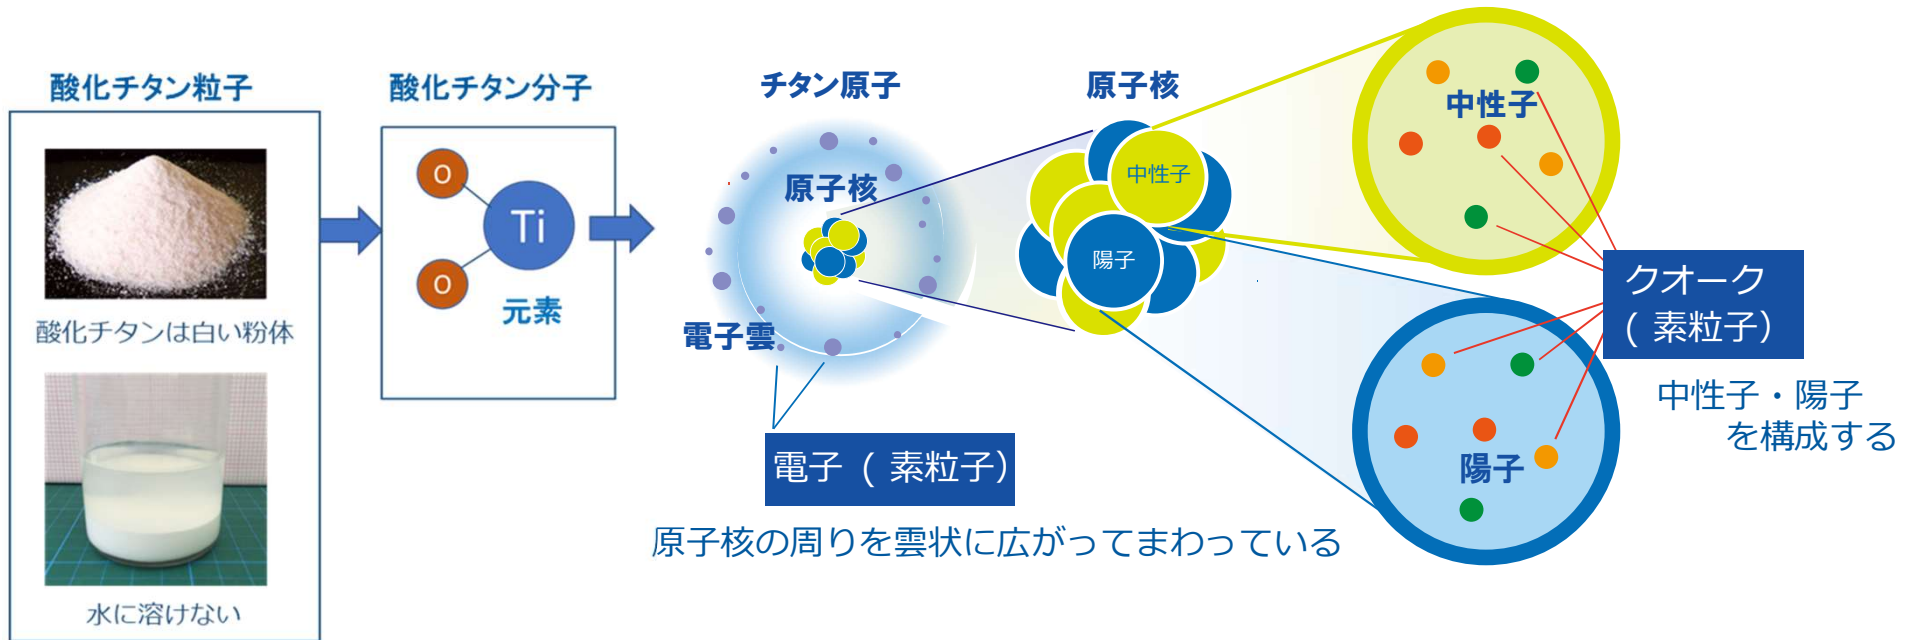 酸化チタン粒子
酸化チタンは白い粉体
水に溶けない
酸化チタン分子
O
Ti
O
元素
チタン原子
原子核
電子雲
電子 ( 素粒子)
原子核の周りを雲状に広がってまわっている
原子核
中性子
陽子
中性子
陽子
クオーク
( 素粒子)
中性子・陽子
を構成する